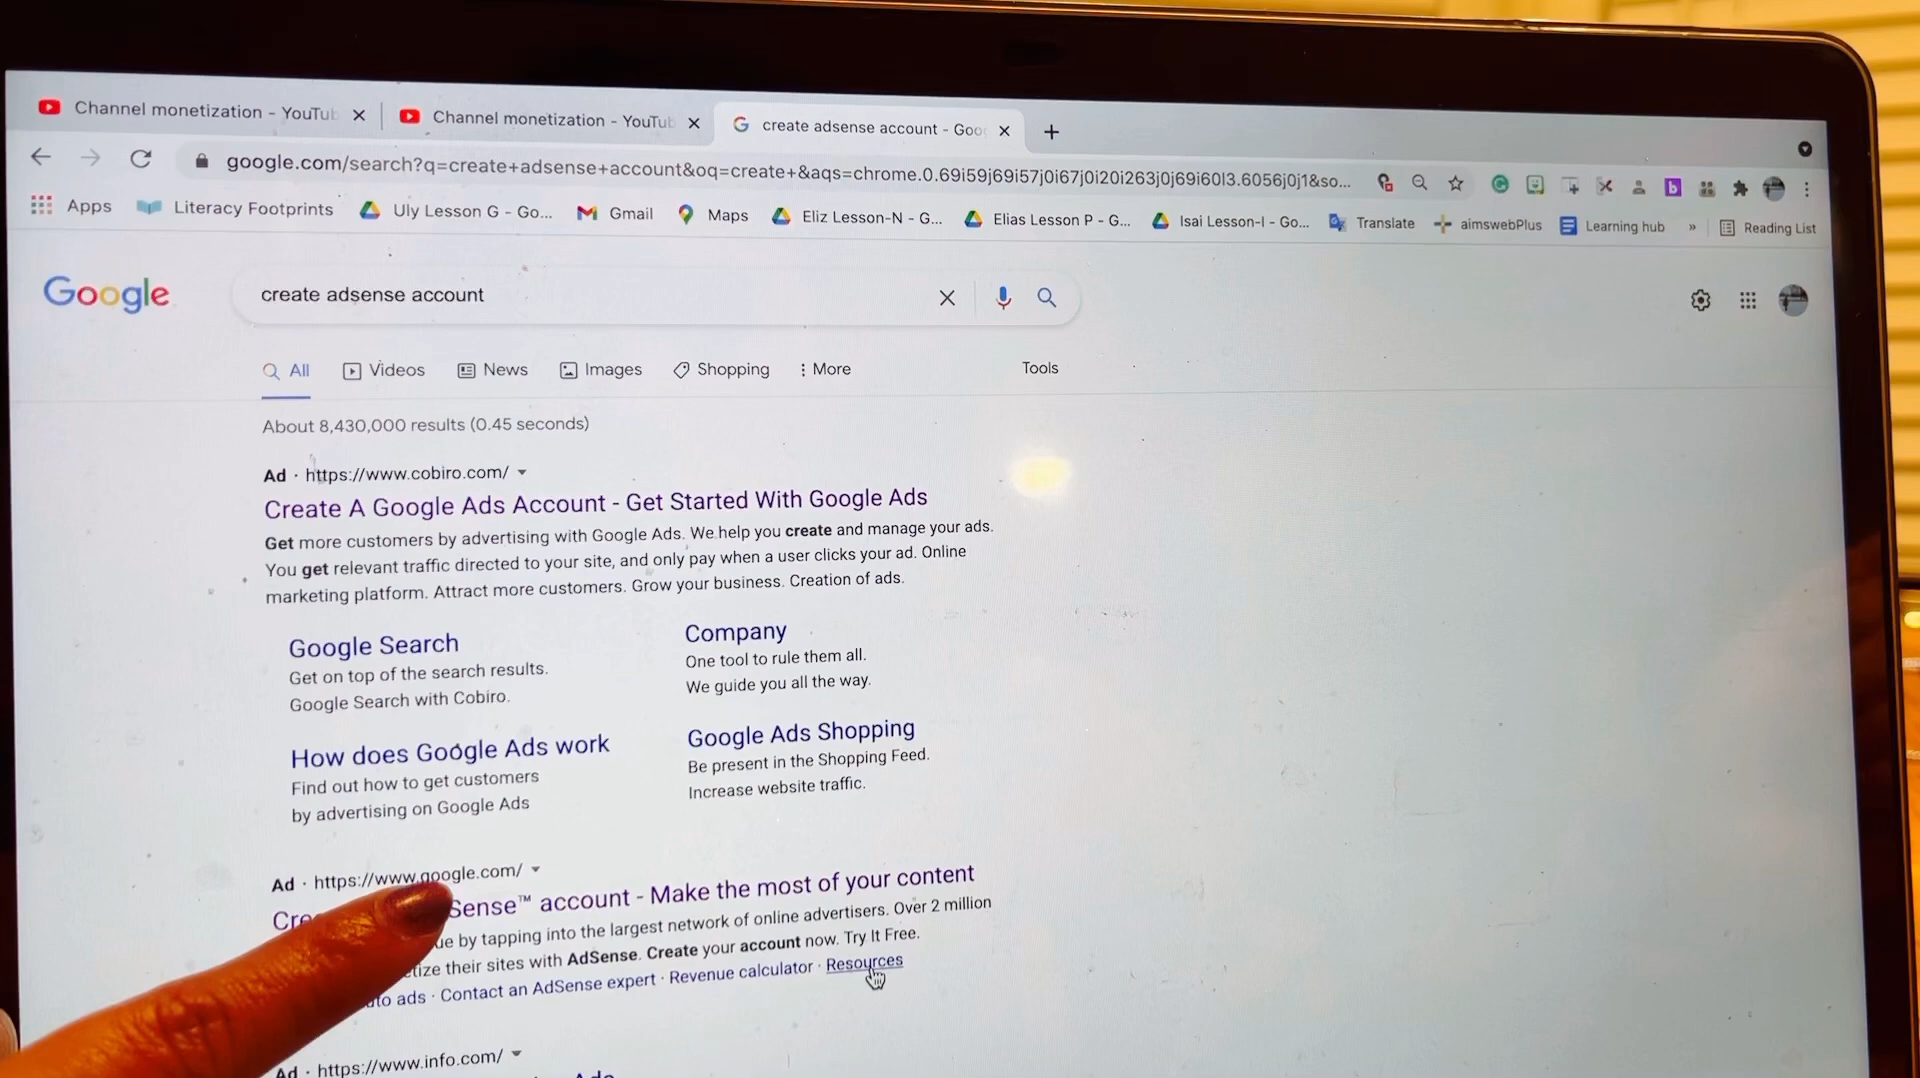 Channel monetization - YouTub
Channel monetization - YouTub
create adsense account - Goo
google.com/search?q=create+adsense+account&oq=create+&aqs=chrome.0.69i59j69i57j0i67j0i20i263j0j69i60l3.6056j0j1&so...
Apps Literacy Footprints Uly Lesson G - Go... Gmail Maps Eliz Lesson-N - G... Elias Lesson P - G... Isai Lesson-I - Go... Translate aimswebPlus Learning hub » Reading List
Google create adsense account
All Videos News Images Shopping More Tools
About 8,430,000 results (0.45 seconds)
Ad · https://www.cobiro.com/
Create A Google Ads Account - Get Started With Google Ads
Get more customers by advertising with Google Ads. We help you create and manage your ads.
You get relevant traffic directed to your site, and only pay when a user clicks your ad. Online
marketing platform. Attract more customers. Grow your business. Creation of ads.
Google Search
Get on top of the search results.
Google Search with Cobiro.
Company
One tool to rule them all.
We guide you all the way.
How does Google Ads work
Find out how to get customers
by advertising on Google Ads
Google Ads Shopping
Be present in the Shopping Feed.
Increase website traffic.
Ad · https://www.google.com/
Sense™ account - Make the most of your content
by tapping into the largest network of online advertisers. Over 2 million
their sites with AdSense. Create your account now. Try It Free.
ads · Contact an AdSense expert · Revenue calculator · Resources
Ad · https://www.info.com/